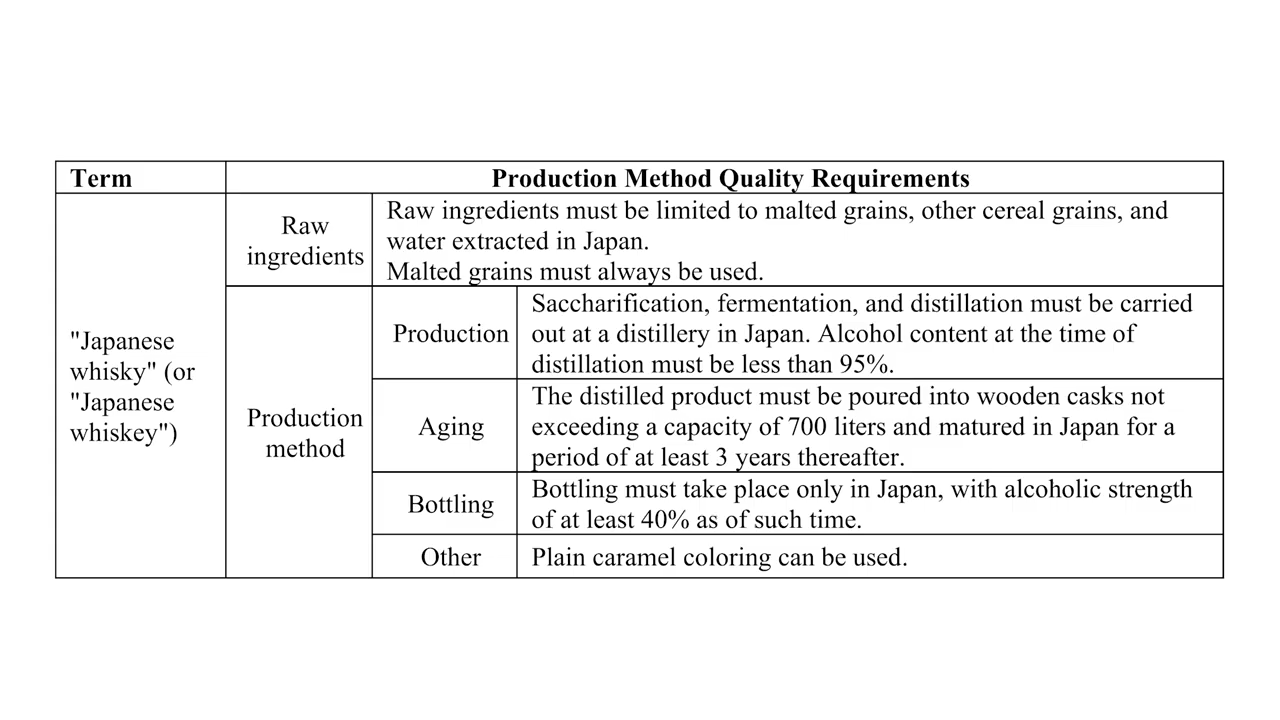 Term
Production Method Quality Requirements
"Japanese
whisky" (or
"Japanese
whiskey")
Raw
ingredients
Raw ingredients must be limited to malted grains, other cereal grains, and
water extracted in Japan.
Malted grains must always be used.
Production
method
Production
Saccharification, fermentation, and distillation must be carried
out at a distillery in Japan. Alcohol content at the time of
distillation must be less than 95%.
Aging
The distilled product must be poured into wooden casks not
exceeding a capacity of 700 liters and matured in Japan for a
period of at least 3 years thereafter.
Bottling
Bottling must take place only in Japan, with alcoholic strength
of at least 40% as of such time.
Other
Plain caramel coloring can be used.